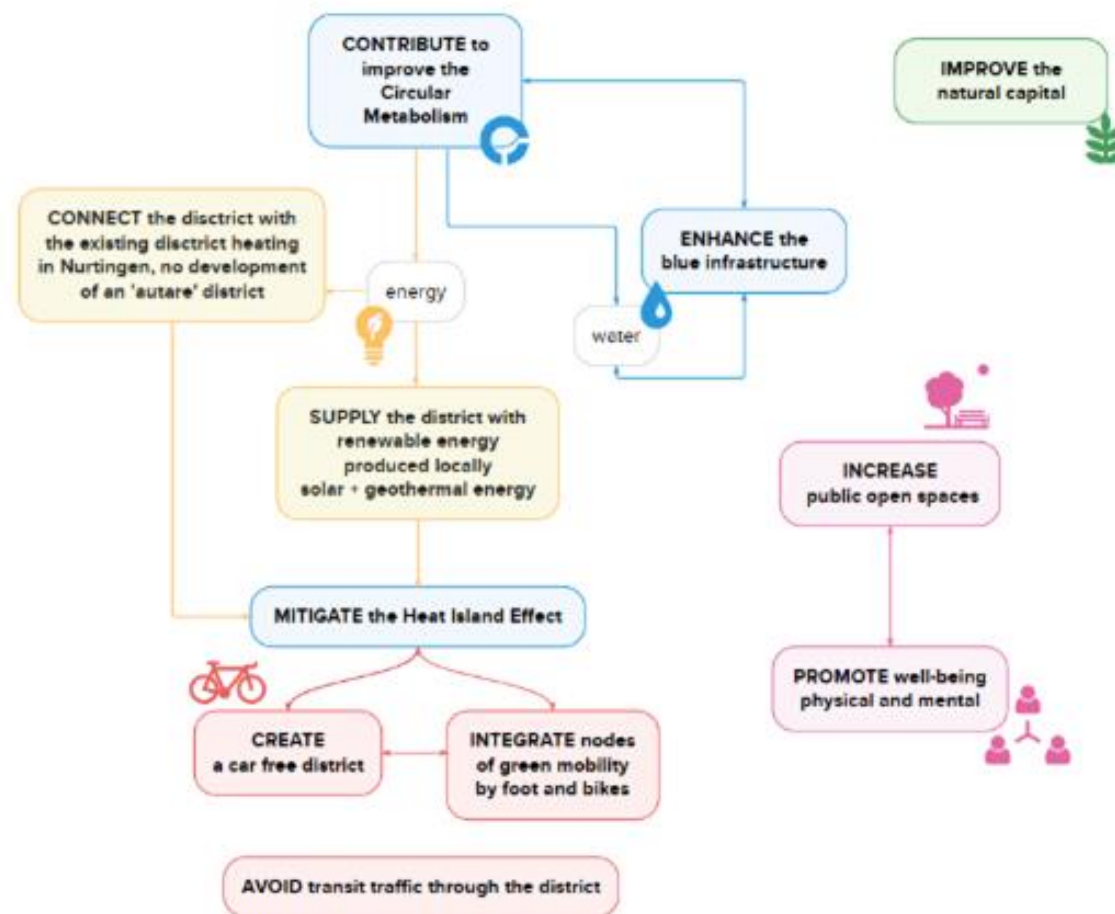 CONTRIBUTE to
improve the
Circular
Metabolism
IMPROVE the
natural capital
CONNECT the disctrict with
the existing disctrict heating
in Nurtingen, no development
of an 'autare' district
ENHANCE the
blue infrastructure
energy
water
SUPPLY the district with
renewable energy
produced locally
solar + geothermal energy
INCREASE
public open spaces
MITIGATE the Heat Island Effect
PROMOTE well-being
physical and mental
CREATE
a car free district
INTEGRATE nodes
of green mobility
by foot and bikes
AVOID transit traffic through the district